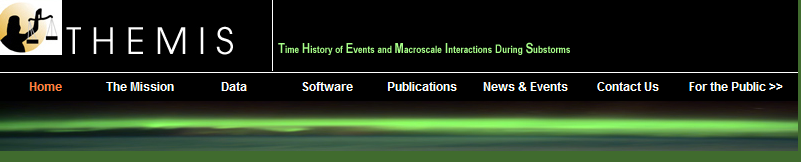 THEMIS
Time History of Events and Macroscale Interactions During Substorms
Home The Mission Data Software Publications News & Events Contact Us For the Public >>